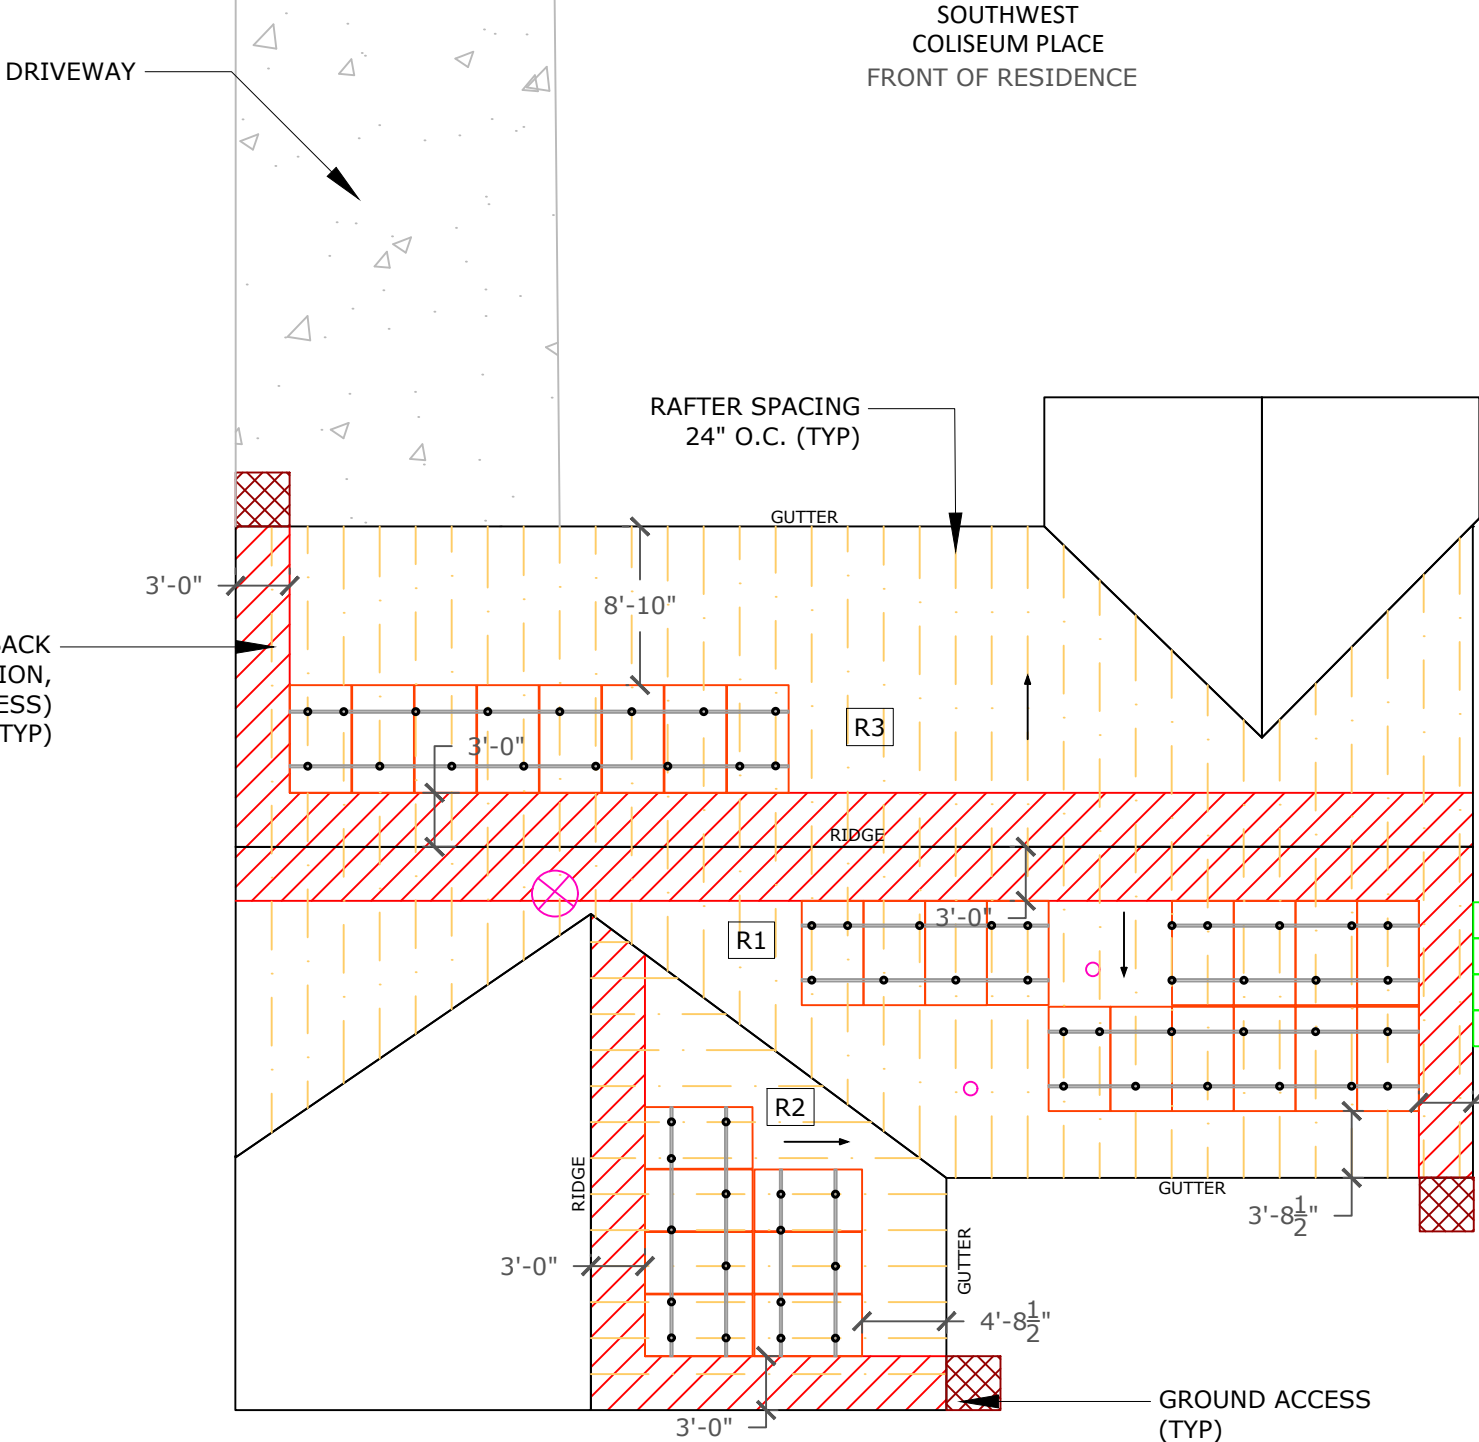 SOUTHWEST
COLISEUM PLACE
FRONT OF RESIDENCE
DRIVEWAY
RAFTER SPACING
24" O.C. (TYP)
GUTTER
3'-0"
8'-10"
ESS)
TYP)
R3
3'-0"
RIDGE
3'-0"
R1
R2
RIDGE
GUTTER
3'-8½"
GUTTER
3'-0"
4'-8½"
GROUND ACCESS
(TYP)
3'-0"